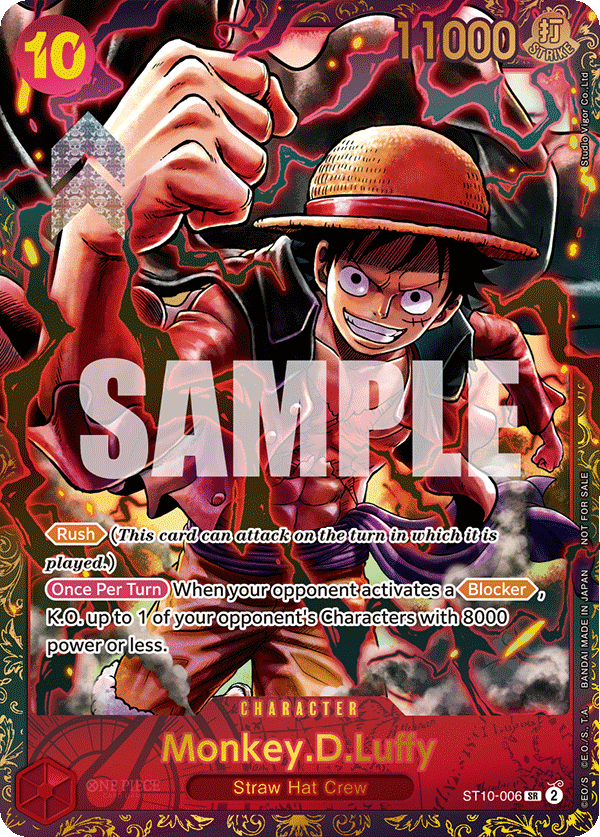 10
11000
打
STRIKE
Studio Vigor Co.,Ltd
SAMPLE
Rush (This card can attack on the turn in which it is
played.)
Once Per Turn When your opponent activates a Blocker,
K.O. up to 1 of your opponent's Characters with 8000
power or less.
CHARACTER
Monkey.D.Luffy
Straw Hat Crew
ONE PIECE
CARD GAME
ST10-006 SR 2
©E.O./S. ©E.O./S., T.A. BANDAI MADE IN JAPAN NOT FOR SALE